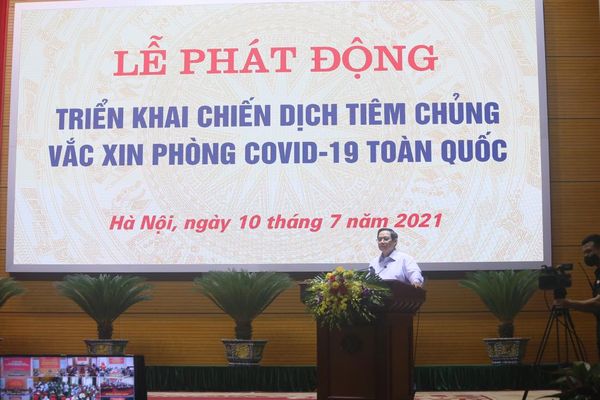 LỄ PHÁT ĐỘNG
TRIỂN KHAI CHIẾN DỊCH TIÊM CHỦNG
VẮC XIN PHÒNG COVID-19 TOÀN QUỐC
Hà Nội, ngày 10 tháng 7 năm 2021